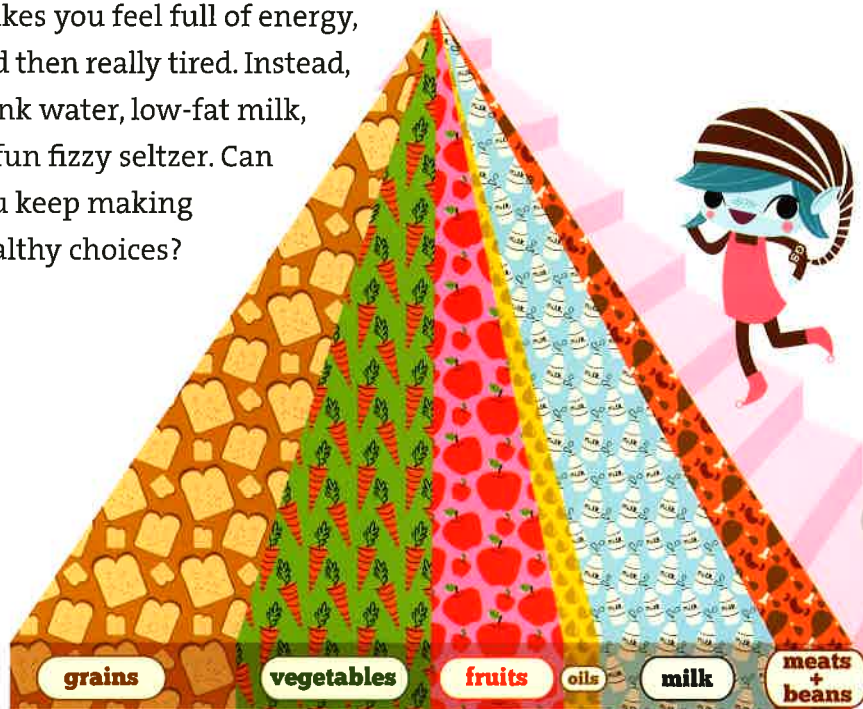 kes you feel full of energy,
d then really tired. Instead,
nk water, low-fat milk,
fun fizzy seltzer. Can
u keep making
althy choices?
grains
vegetables
fruits
oils
milk
meats
+
beans